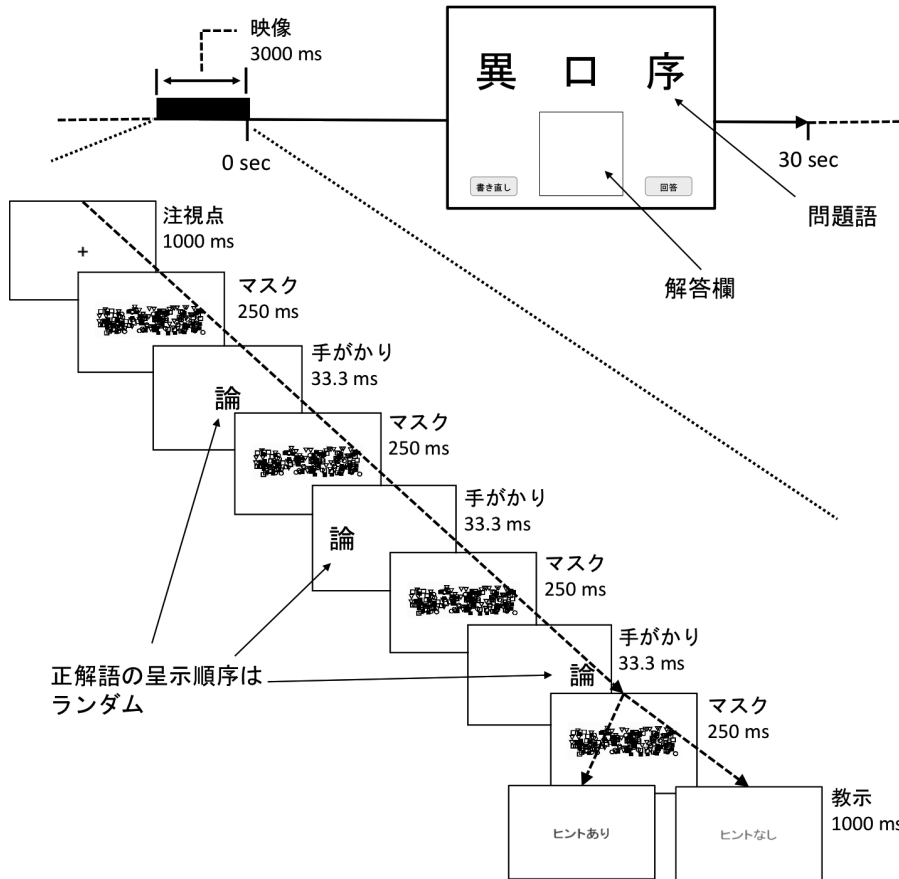 映像
3000 ms
異 口 序
0 sec
30 sec
書き直し
回答
問題語
解答欄
注視点
1000 ms
+
マスク
250 ms
手がかり
33.3 ms
論
マスク
250 ms
手がかり
33.3 ms
論
マスク
250 ms
手がかり
33.3 ms
論
正解語の呈示順序は
ランダム
マスク
250 ms
教示
1000 ms
ヒントあり
ヒントなし